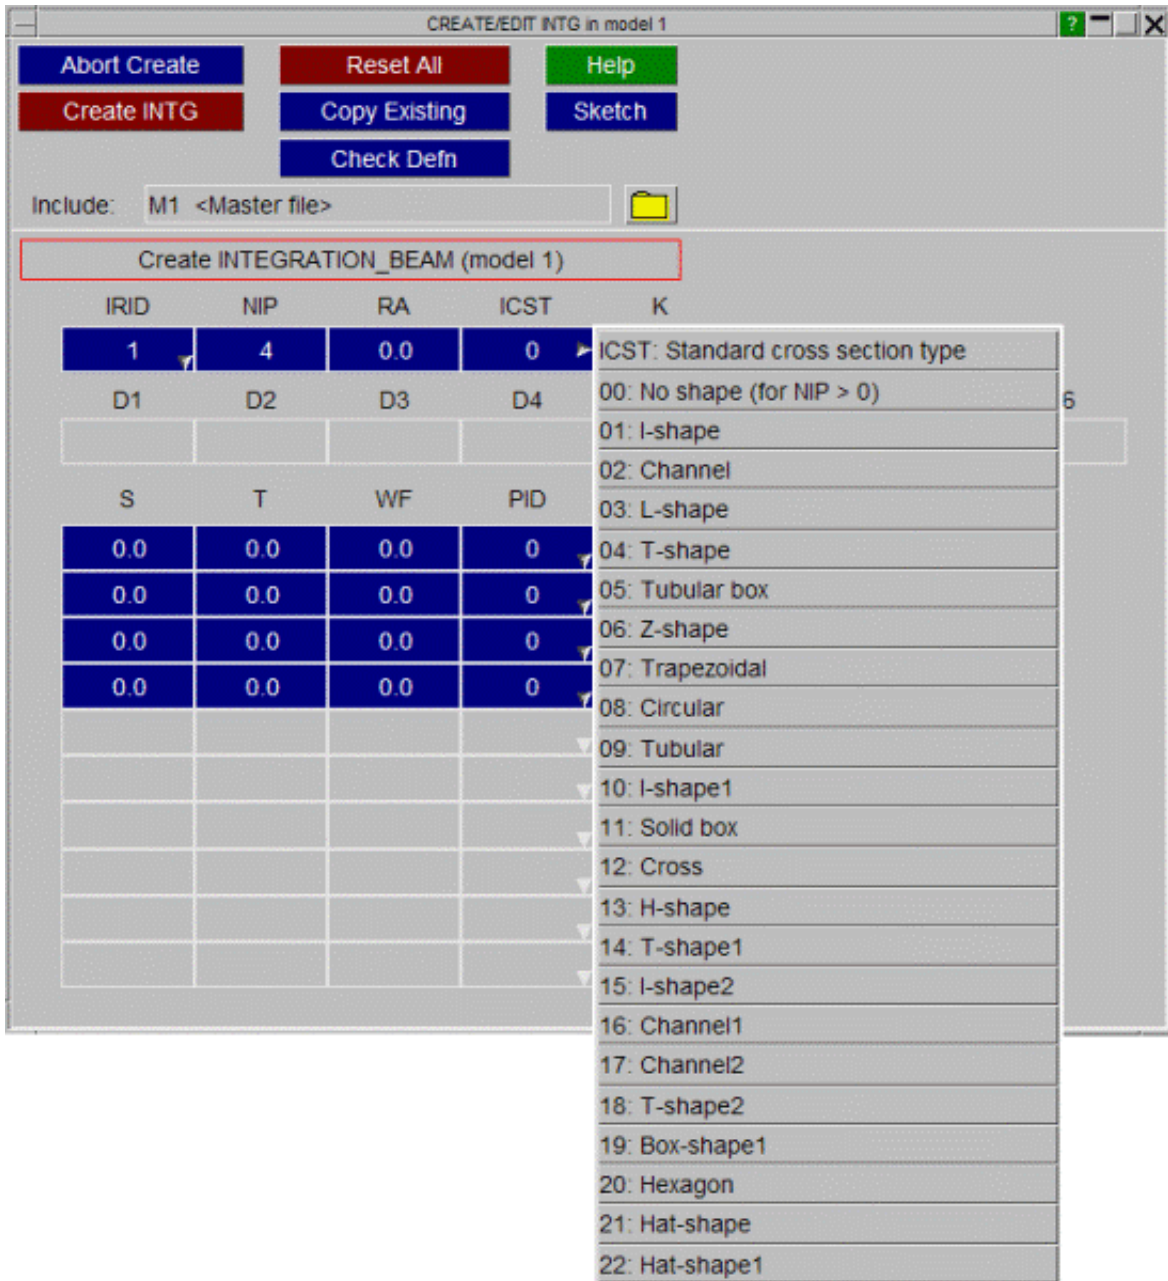 CREATE/EDIT INTG in model 1 ?
Abort Create Reset All Help
Create INTG Copy Existing Sketch
Check Defn
Include: M1 <Master file>
Create INTEGRATION_BEAM (model 1)
IRID NIP RA ICST K
1 4 0.0 0
D1 D2 D3 D4 6
S T WF PID
0.0 0.0 0.0 0
0.0 0.0 0.0 0
0.0 0.0 0.0 0
0.0 0.0 0.0 0
ICST: Standard cross section type
00: No shape (for NIP > 0)
01: I-shape
02: Channel
03: L-shape
04: T-shape
05: Tubular box
06: Z-shape
07: Trapezoidal
08: Circular
09: Tubular
10: I-shape1
11: Solid box
12: Cross
13: H-shape
14: T-shape1
15: I-shape2
16: Channel1
17: Channel2
18: T-shape2
19: Box-shape1
20: Hexagon
21: Hat-shape
22: Hat-shape1